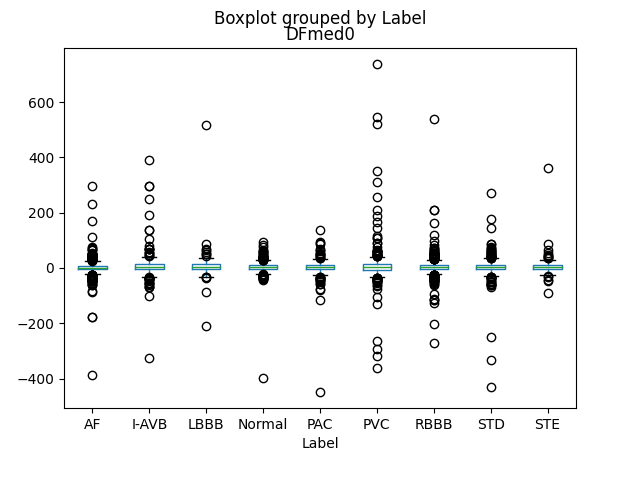 Boxplot grouped by Label
DFmed0
600
400
200
0
−200
−400
AF I-AVB LBBB Normal PAC PVC RBBB STD STE
Label